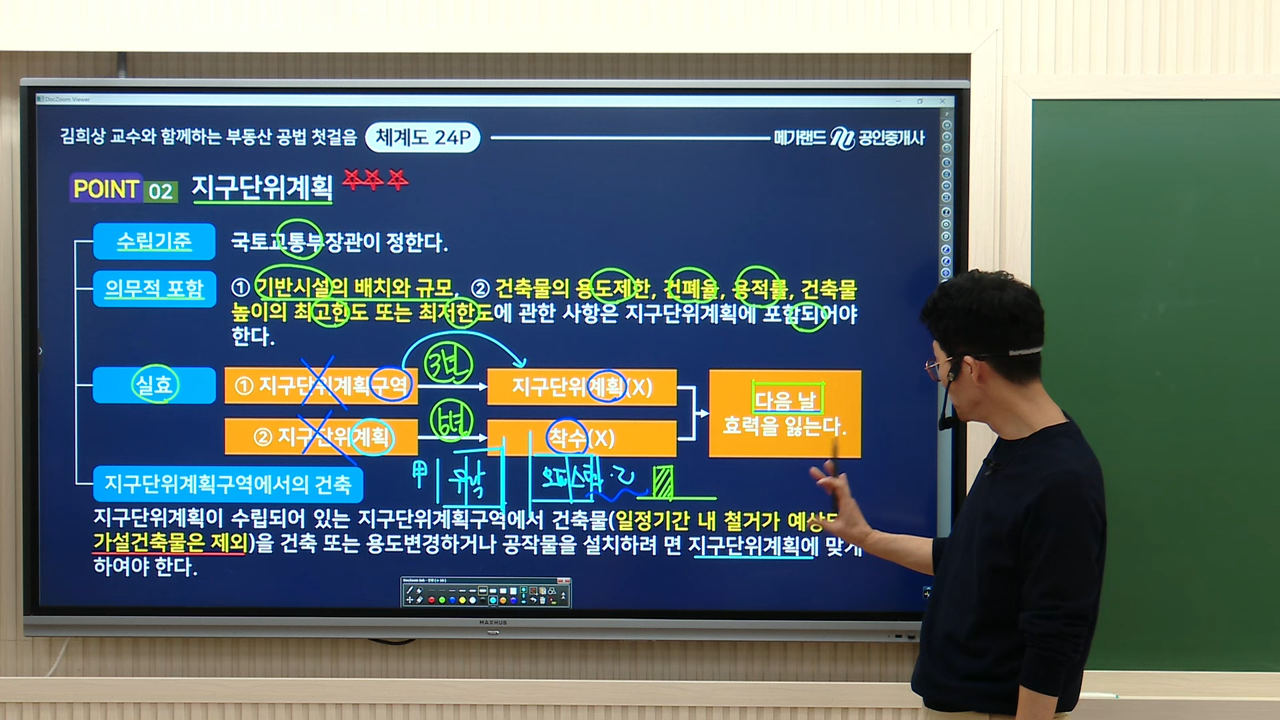 DocZoom Viewer
김희상 교수와 함께하는 부동산 공법 첫걸음 체계도 24P 메가랜드 공인중개사
POINT 02 지구단위계획
수립기준 국토교통부장관이 정한다.
의무적 포함 ① 기반시설의 배치와 규모, ② 건축물의 용도제한, 건폐율, 용적률, 건축물
높이의 최고한도 또는 최저한도에 관한 사항은 지구단위계획에 포함되어야
한다.
실효 ① 지구단위계획구역 3년 지구단위계획(X)
② 지구단위계획 5년 착수(X)
다음 날
효력을 잃는다.
甲 주낙
지구단위계획구역에서의 건축
지구단위계획이 수립되어 있는 지구단위계획구역에서 건축물(일정기간 내 철거가 예상되
가설건축물은 제외)을 건축 또는 용도변경하거나 공작물을 설치하려 면 지구단위계획에 맞게
하여야 한다.
MAXHUB